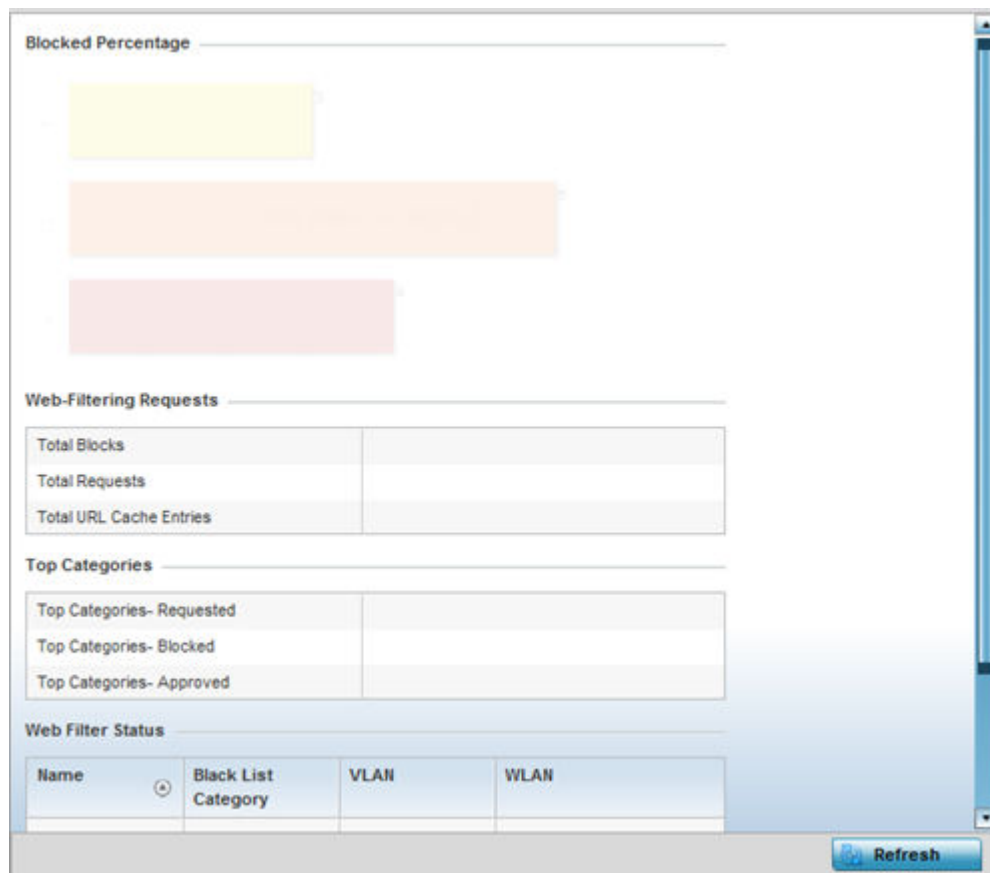 Blocked Percentage
Web-Filtering Requests
Total Blocks
Total Requests
Total URL Cache Entries
Top Categories
Top Categories- Requested
Top Categories- Blocked
Top Categories- Approved
Web Filter Status
Name
Black List
Category
VLAN
WLAN
Refresh